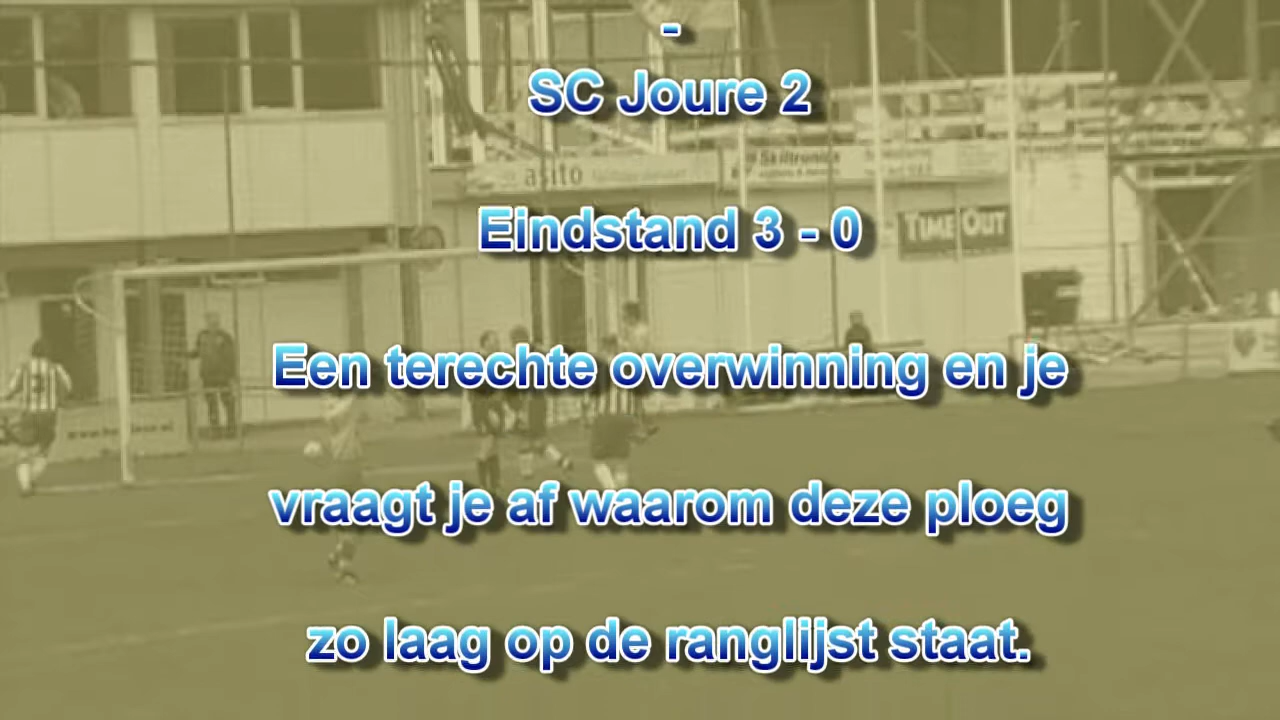 -
SC Joure 2
asito
Skiltronics
Eindstand 3 - 0
TIME OUT
Een terechte overwinning en je
vraagt je af waarom deze ploeg
zo laag op de ranglijst staat.